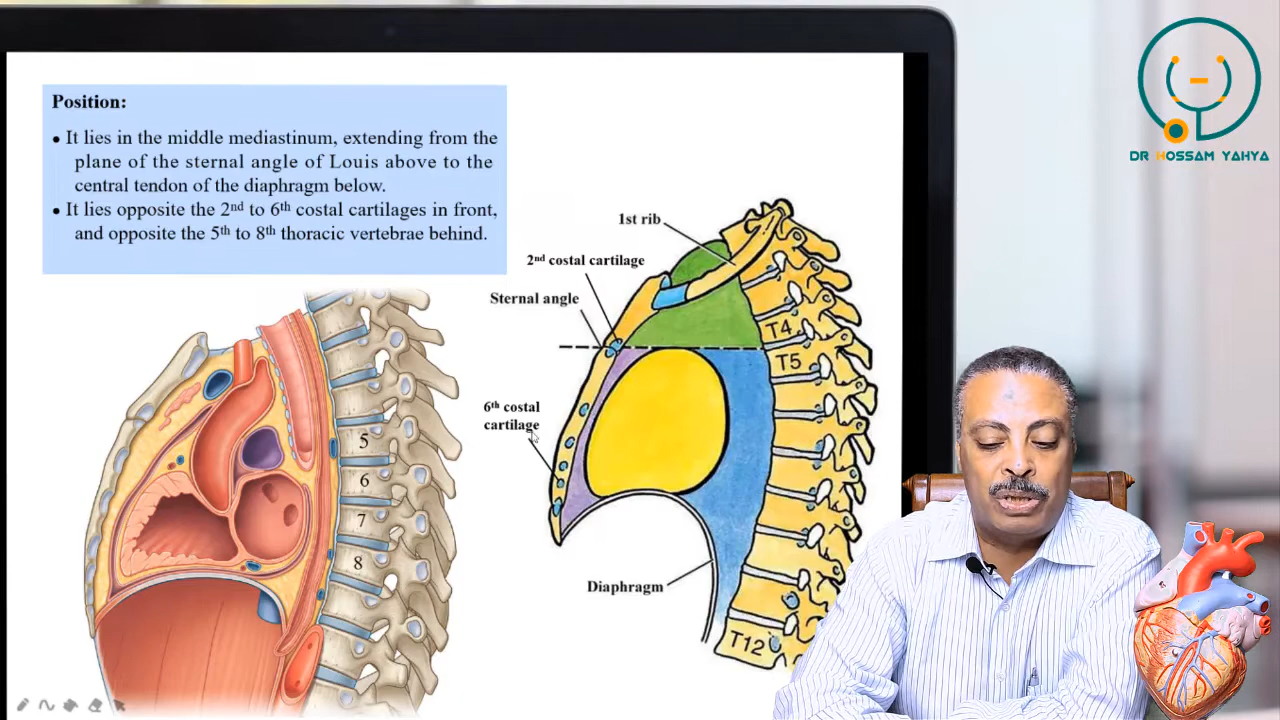 Position:
• It lies in the middle mediastinum, extending from the
plane of the sternal angle of Louis above to the
central tendon of the diaphragm below.
• It lies opposite the 2nd to 6th costal cartilages in front,
and opposite the 5th to 8th thoracic vertebrae behind.
DR HOSSAM YAHYA
1st rib
2nd costal cartilage
Sternal angle
T4
T5
6th costal
cartilage
5
6
7
8
Diaphragm
T12